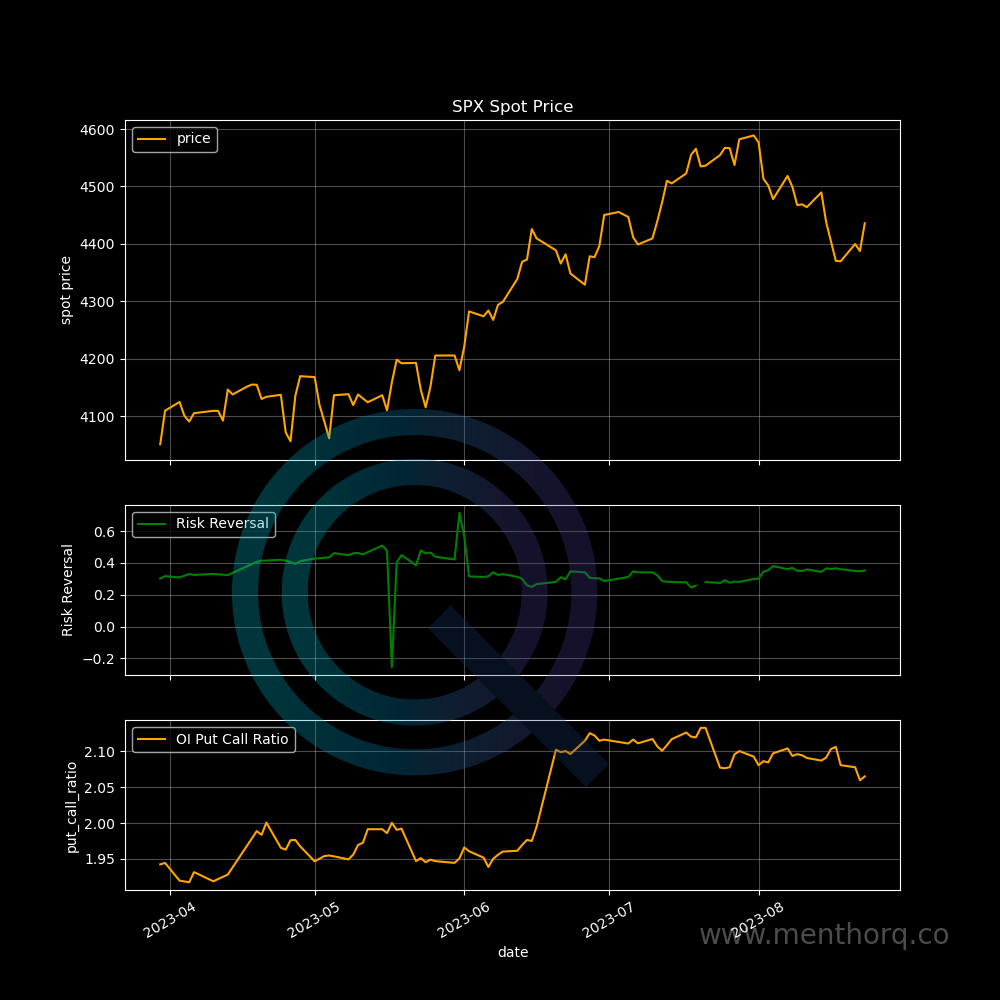 SPX Spot Price
price
4600
4500
4400
4300
4200
4100
spot price
Risk Reversal
0.6
0.4
0.2
0.0
−0.2
Risk Reversal
OI Put Call Ratio
2.10
2.05
2.00
1.95
put_call_ratio
2023-04
2023-05
2023-06
2023-07
2023-08
date
www.menthorq.co